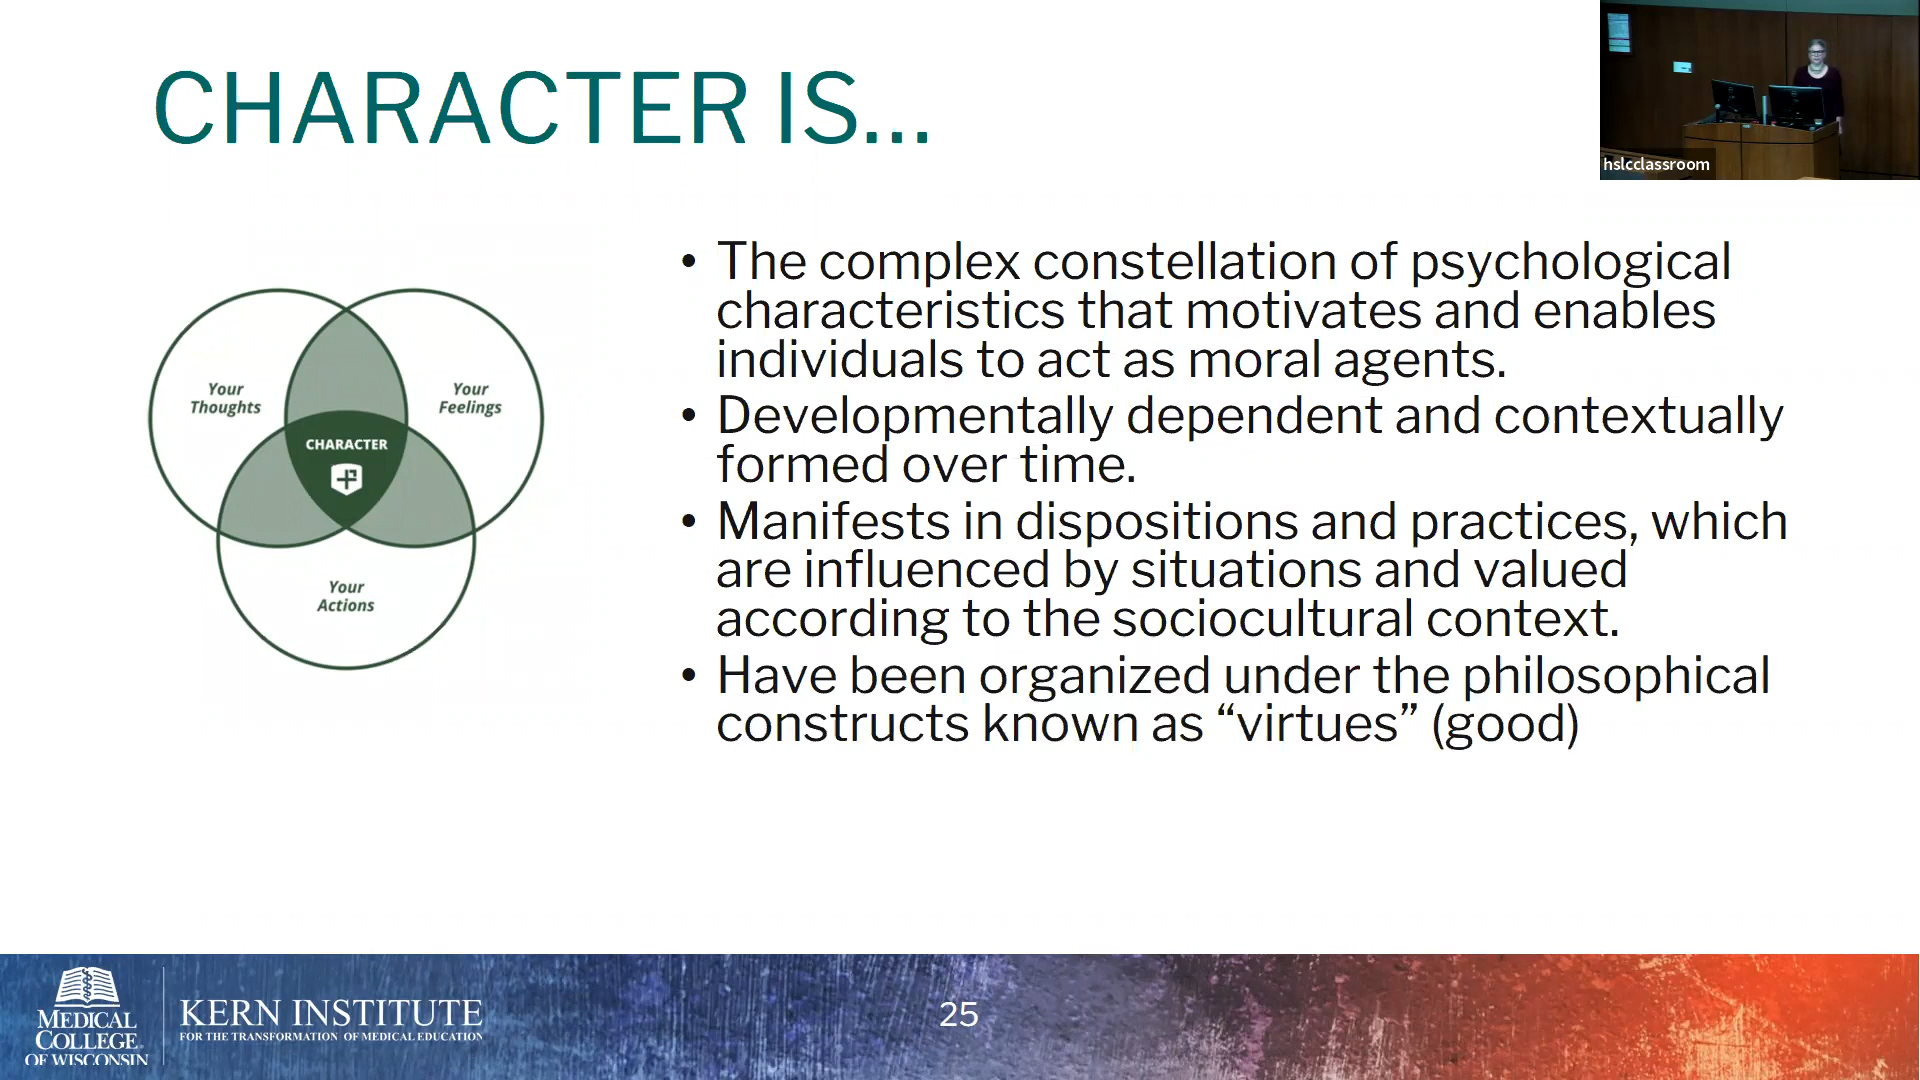 CHARACTER IS...
hslcclassroom
Your
Thoughts
Your
Feelings
CHARACTER
Your
Actions
• The complex constellation of psychological
characteristics that motivates and enables
individuals to act as moral agents.
• Developmentally dependent and contextually
formed over time.
• Manifests in dispositions and practices, which
are influenced by situations and valued
according to the sociocultural context.
• Have been organized under the philosophical
constructs known as “virtues” (good)
MEDICAL
COLLEGE
OF WISCONSIN
KERN INSTITUTE
FOR THE TRANSFORMATION OF MEDICAL EDUCATION
25